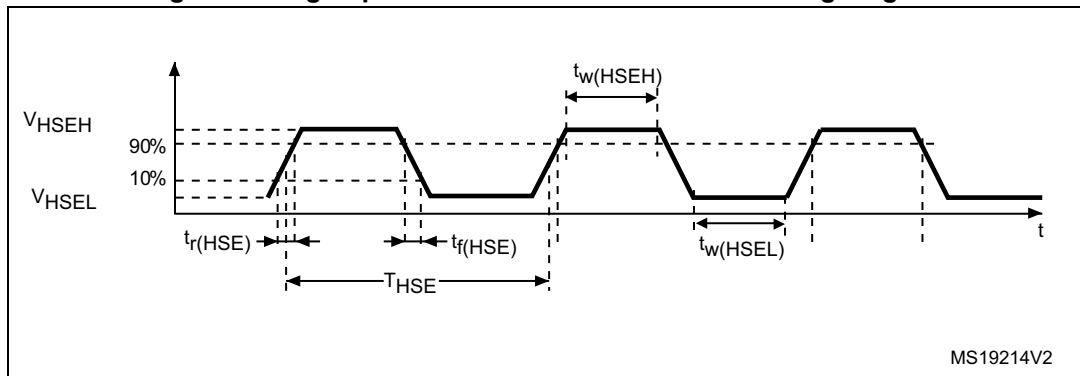 tw(HSEH)
VHSEH
90%
10%
VHSEL
tr(HSE)
tf(HSE)
tw(HSEL)
t
THSE
MS19214V2